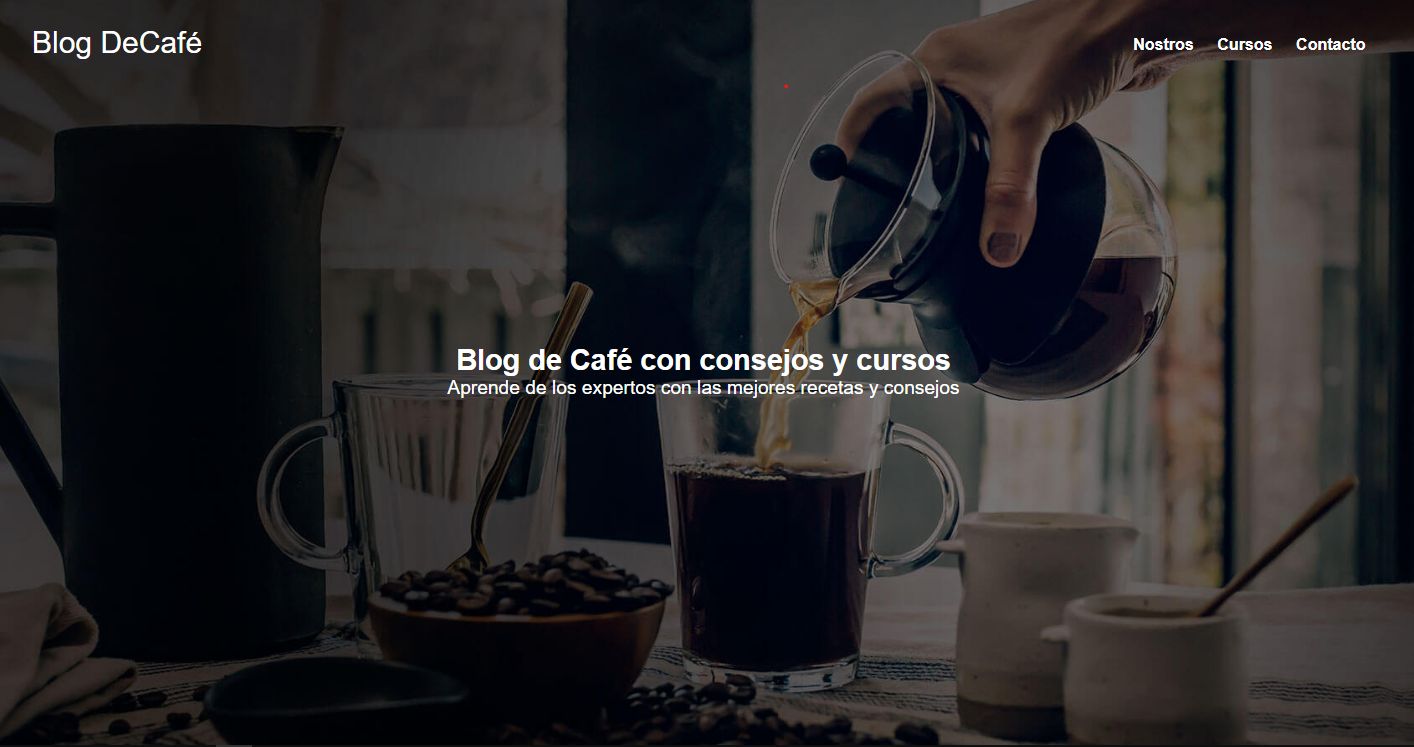 Blog DeCafé
Nostros Cursos Contacto
Blog de Café con consejos y cursos
Aprende de los expertos con las mejores recetas y consejos